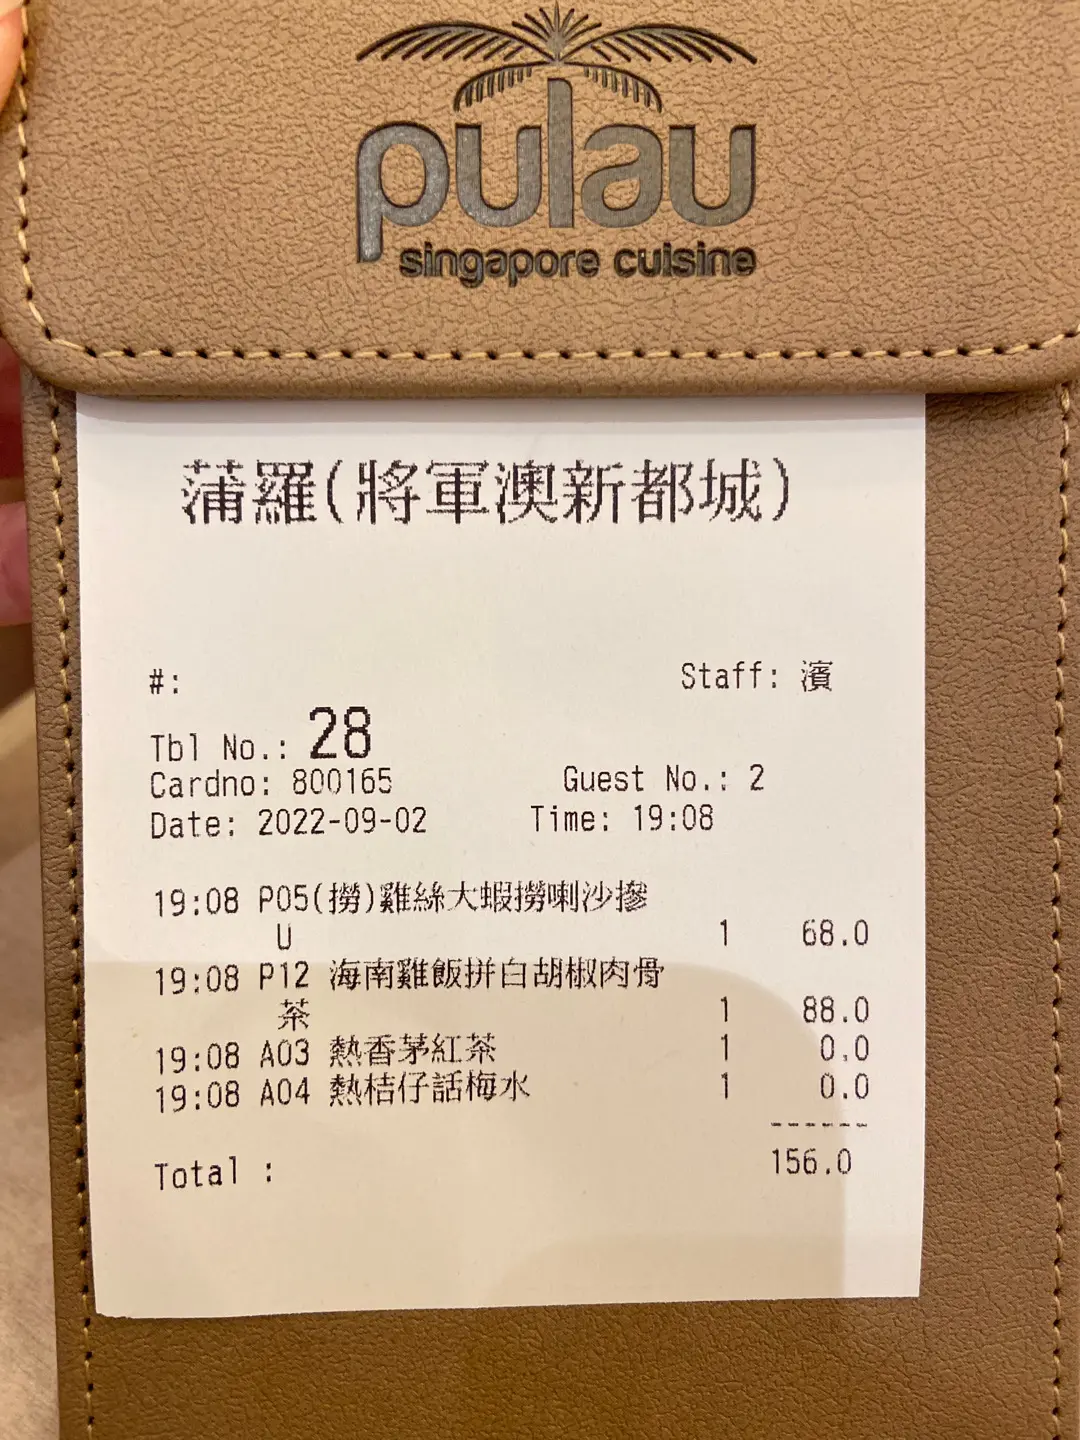 pulau
singapore cuisine
蒲羅(將軍澳新都城)
#: Staff: 濱
Tbl No.: 28
Cardno: 800165 Guest No.: 2
Date: 2022-09-02 Time: 19:08
19:08 P05(撈)雞絲大蝦撈喇沙摻
U 1 68.0
19:08 P12 海南雞飯拼白胡椒肉骨
茶 1 88.0
19:08 A03 熱香茅紅茶 1 0.0
19:08 A04 熱桔仔話梅水 1 0.0
------
Total : 156.0